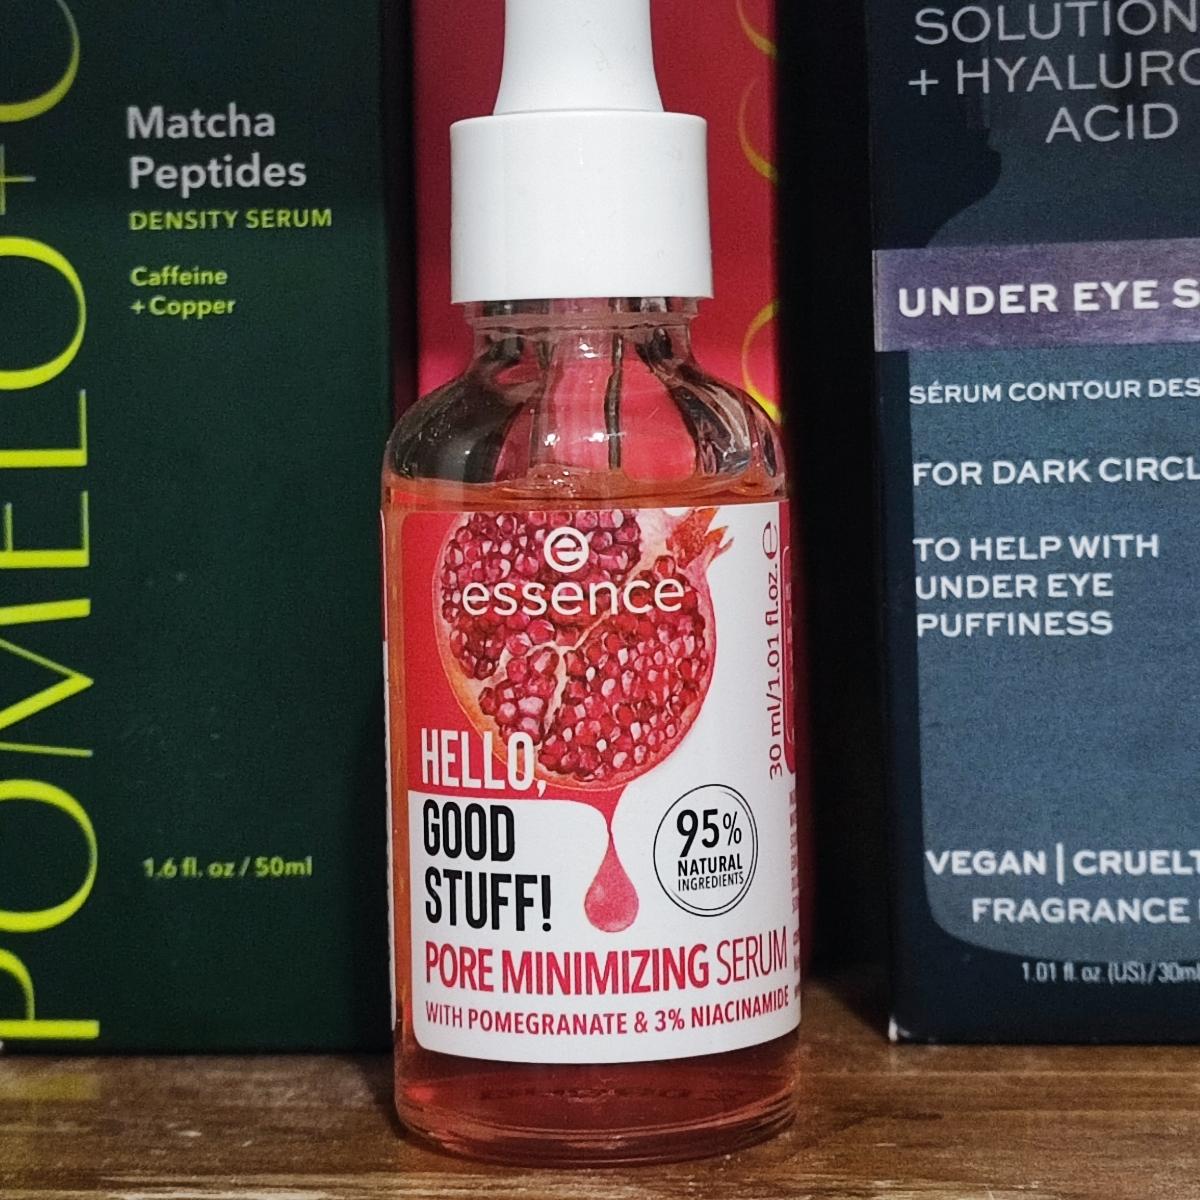 POMELO+CO
Matcha
Peptides
DENSITY SERUM
Caffeine
+Copper
1.6 fl. oz / 50ml
e
essence
30 ml/1.01 fl.oz. e
HELLO,
GOOD
STUFF!
95%
NATURAL
INGREDIENTS
PORE MINIMIZING SERUM
WITH POMEGRANATE & 3% NIACINAMIDE
SOLUTION
+ HYALURO
ACID
UNDER EYE S
SÉRUM CONTOUR DES
FOR DARK CIRCL
TO HELP WITH
UNDER EYE
PUFFINESS
VEGAN | CRUELT
FRAGRANCE
1.01 fl. oz. (US)/30ml